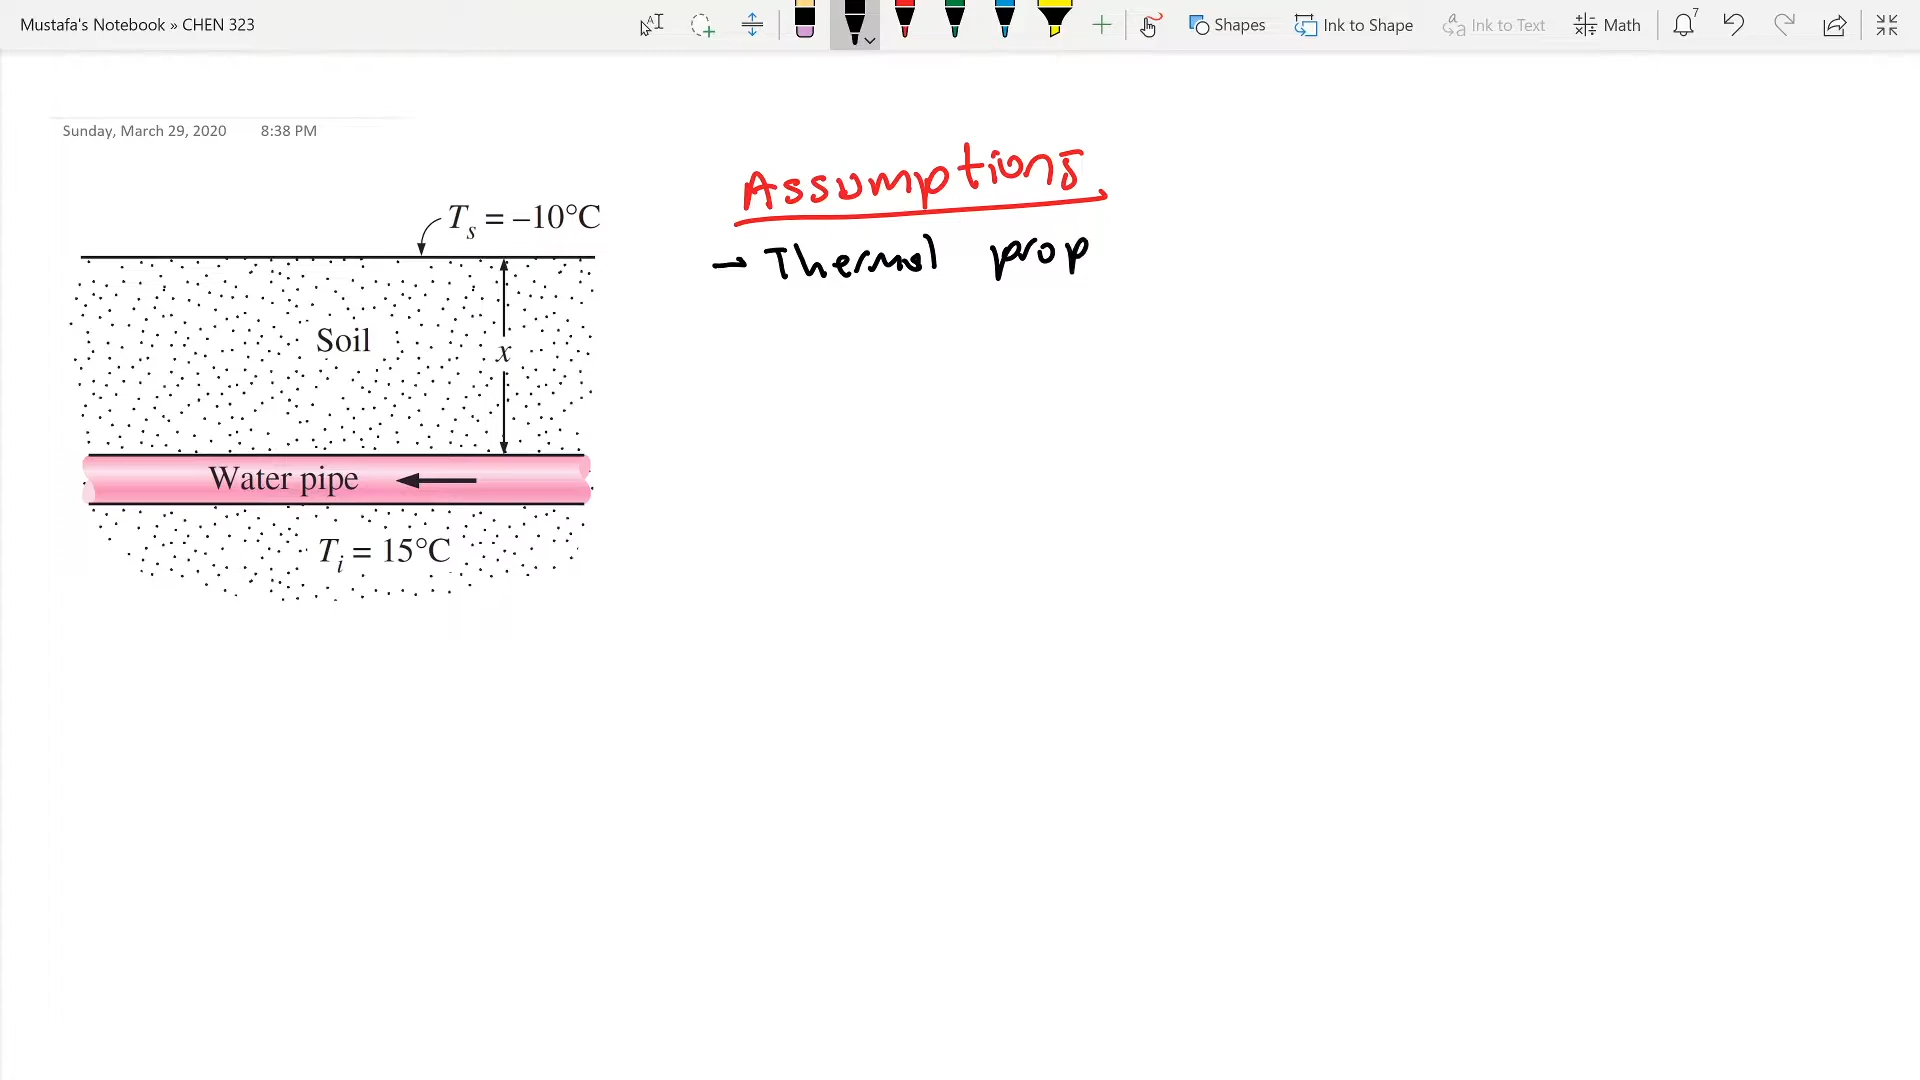 Mustafa's Notebook » CHEN 323
Shapes
Ink to Shape
Ink to Text
Math
7
Sunday, March 29, 2020 8:38 PM
Assumptions
→ Thermal prop
Ts = –10°C
Soil
x
Water pipe
Ti = 15°C